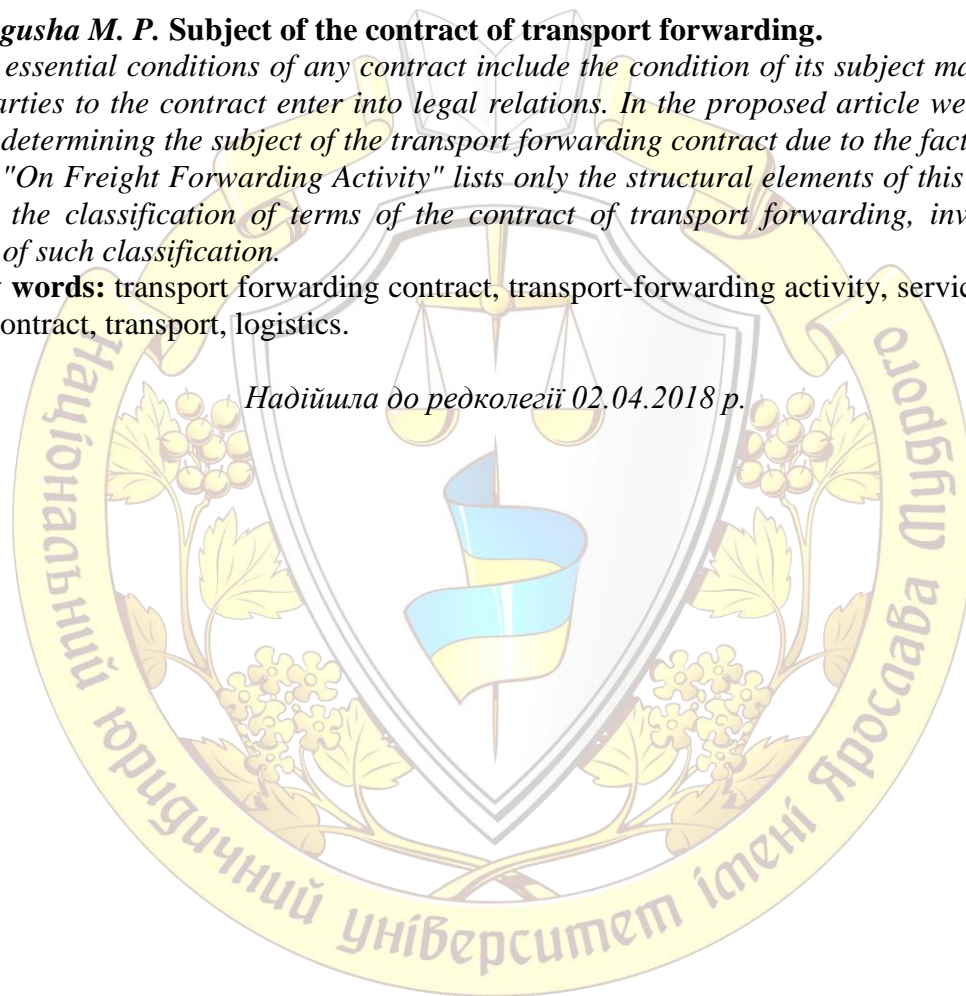 gusha M. P. Subject of the contract of transport forwarding.
essential conditions of any contract include the condition of its subject ma
arties to the contract enter into legal relations. In the proposed article we
determining the subject of the transport forwarding contract due to the fact
"On Freight Forwarding Activity" lists only the structural elements of this
the classification of terms of the contract of transport forwarding, inv
of such classification.
words: transport forwarding contract, transport-forwarding activity, servic
ontract, transport, logistics.
Надійшла до редколегії 02.04.2018 р.
Національний юридичний університет імені Ярослава Мудрого